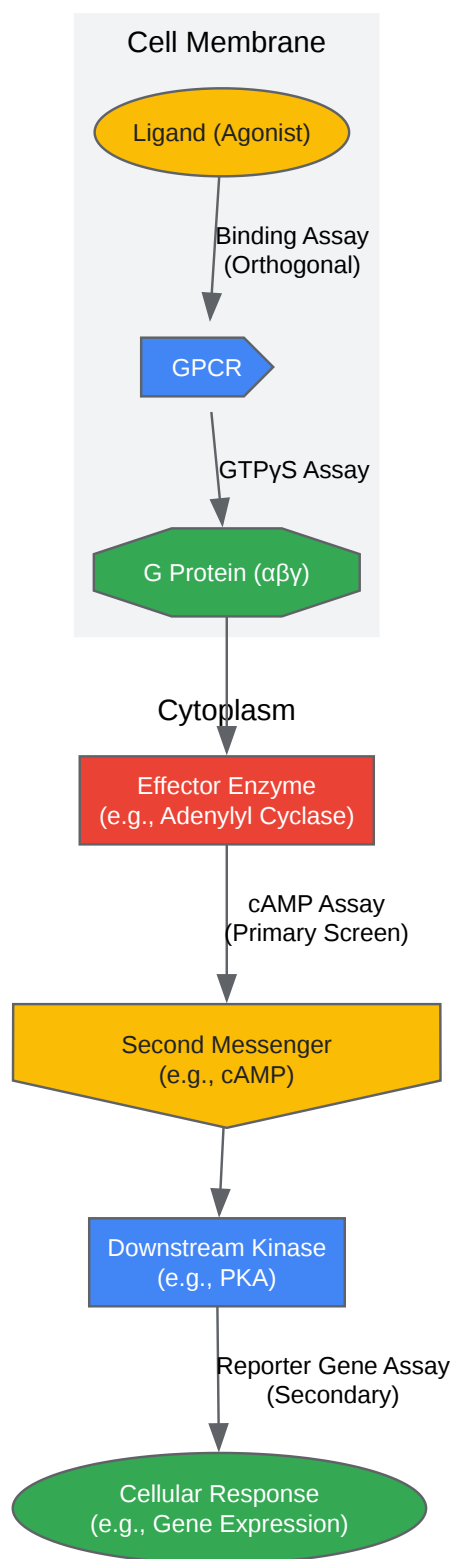 Cell Membrane
Ligand (Agonist)
Binding Assay
(Orthogonal)
GPCR
GTPγS Assay
G Protein (αβγ)
Cytoplasm
Effector Enzyme
(e.g., Adenylyl Cyclase)
cAMP Assay
(Primary Screen)
Second Messenger
(e.g., cAMP)
Downstream Kinase
(e.g., PKA)
Reporter Gene Assay
(Secondary)
Cellular Response
(e.g., Gene Expression)